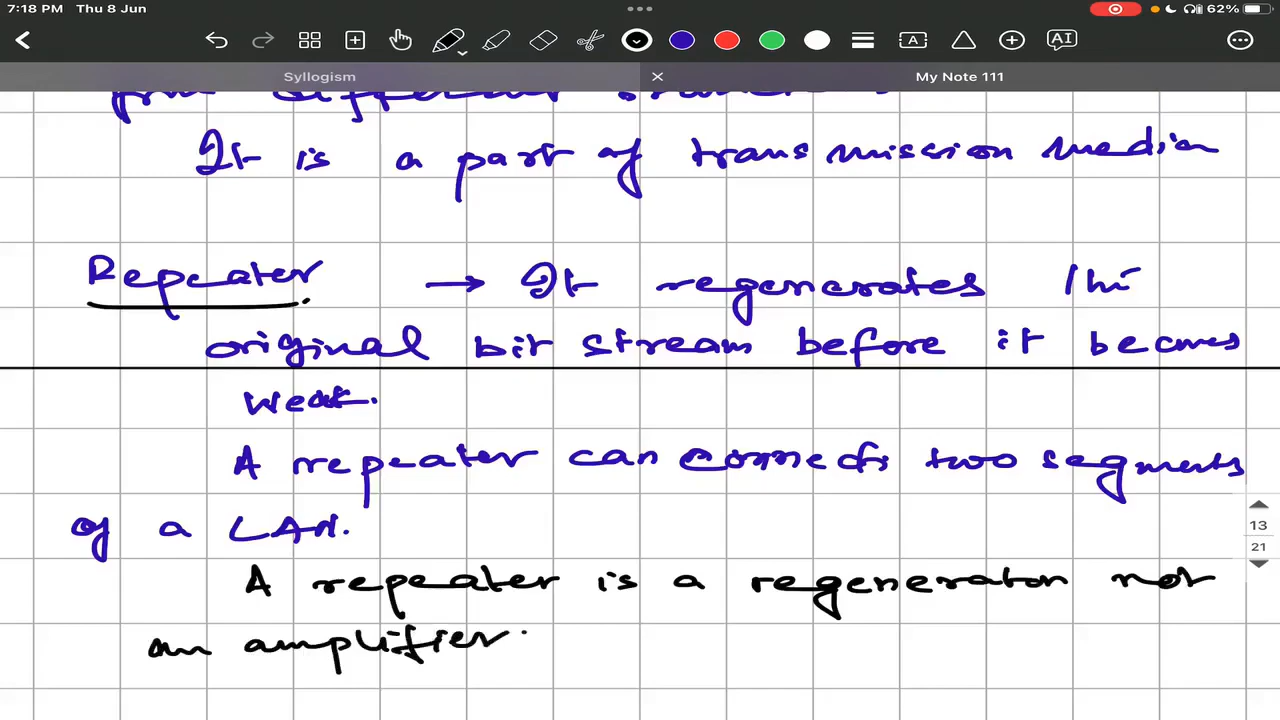 7:18 PM Thu 8 Jun
62%
AI
Syllogism
My Note 111
different
It is a part of transmission media
Repeater → It regenerates the
original bit stream before it becomes
weak.
A repeater can connects two segments
of a LAN.
A repeater is a regenerator not
an amplifier.
13
21